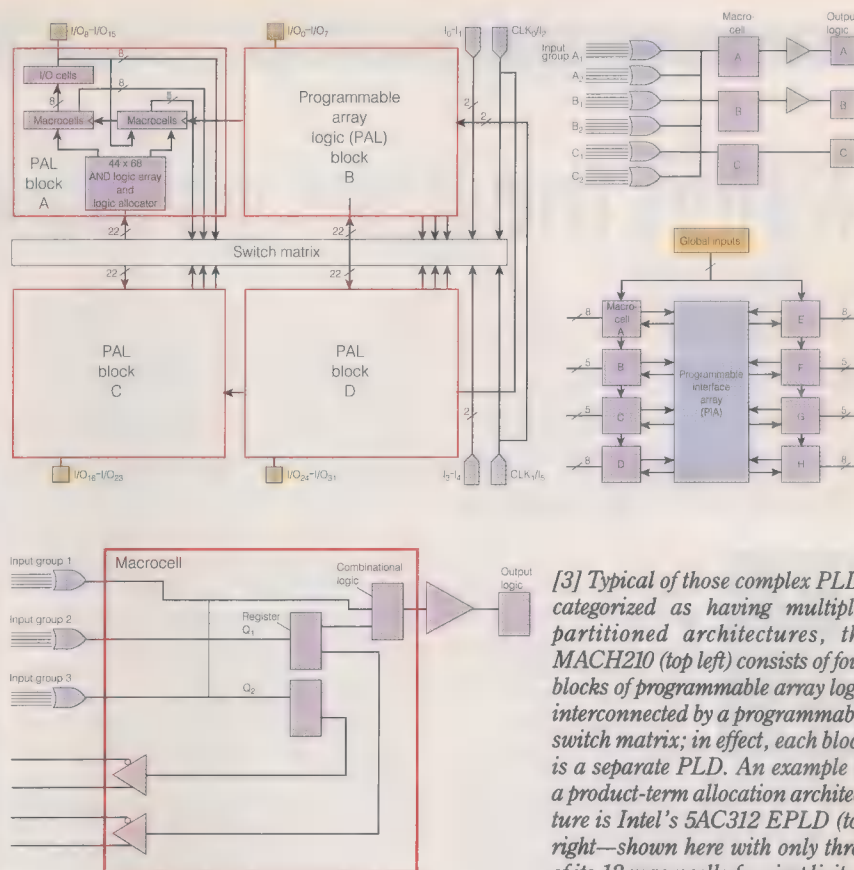 I/O₈-I/O₁₅
8
I/O cells
8
8
8
Macrocells
Macrocells
PAL
block
A
44 x 68
AND logic array
and
logic allocator
22
I/O₀-I/O₇
Programmable
array
logic (PAL)
block
B
22
I₀-I₁
CLK₀/I₂
2
2
Switch matrix
22
22
PAL
block
C
PAL
block
D
2
I/O₁₆-I/O₂₃
I/O₂₄-I/O₃₁
I₃-I₄
CLK₁/I₅
Macro-
cell
Output
logic
Input
group A₁
A₂
B₁
B₂
C₁
C₂
A
B
C
A
B
C
Global inputs
Macro-
cell
A
B
C
D
Programmable
interface
array
(PIA)
E
F
G
H
8
5
5
8
8
5
5
8
Input group 1
Input group 2
Input group 3
Macrocell
Register
Q₁
Q₂
Combinational
logic
Output
logic
[3] Typical of those complex PLD
categorized as having multipl
partitioned architectures, th
MACH210 (top left) consists of four
blocks of programmable array log
interconnected by a programmab
switch matrix; in effect, each bloc
is a separate PLD. An example
a product-term allocation archited
ture is Intel's 5AC312 EPLD (to
right—shown here with only thre